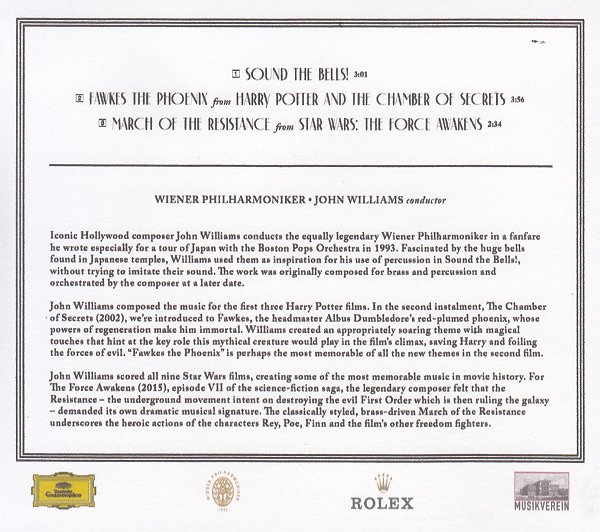 1 SOUND THE BELLS! 3:01
2 FAWKES THE PHOENIX from HARRY POTTER AND THE CHAMBER OF SECRETS 3:56
3 MARCH OF THE RESISTANCE from STAR WARS: THE FORCE AWAKENS 2:34
WIENER PHILHARMONIKER • JOHN WILLIAMS conductor
Iconic Hollywood composer John Williams conducts the equally legendary Wiener Philharmoniker in a fanfare
he wrote especially for a tour of Japan with the Boston Pops Orchestra in 1993. Fascinated by the huge bells
found in Japanese temples, Williams used them as inspiration for his use of percussion in Sound the Bells!,
without trying to imitate their sound. The work was originally composed for brass and percussion and
orchestrated by the composer at a later date.
John Williams composed the music for the first three Harry Potter films. In the second instalment, The Chamber
of Secrets (2002), we’re introduced to Fawkes, the headmaster Albus Dumbledore’s red-plumed phoenix, whose
powers of regeneration make him immortal. Williams created an appropriately soaring theme with magical
touches that hint at the key role this mythical creature would play in the film’s climax, saving Harry and foiling
the forces of evil. “Fawkes the Phoenix” is perhaps the most memorable of all the new themes in the second film.
John Williams scored all nine Star Wars films, creating some of the most memorable music in movie history. For
The Force Awakens (2015), episode VII of the science-fiction saga, the legendary composer felt that the
Resistance – the underground movement intent on destroying the evil First Order which is then ruling the galaxy
– demanded its own dramatic musical signature. The classically styled, brass-driven March of the Resistance
underscores the heroic actions of the characters Rey, Poe, Finn and the film’s other freedom fighters.
Deutsche Grammophon
WIENER PHILHARMONIKER
ROLEX
MUSIKVEREIN